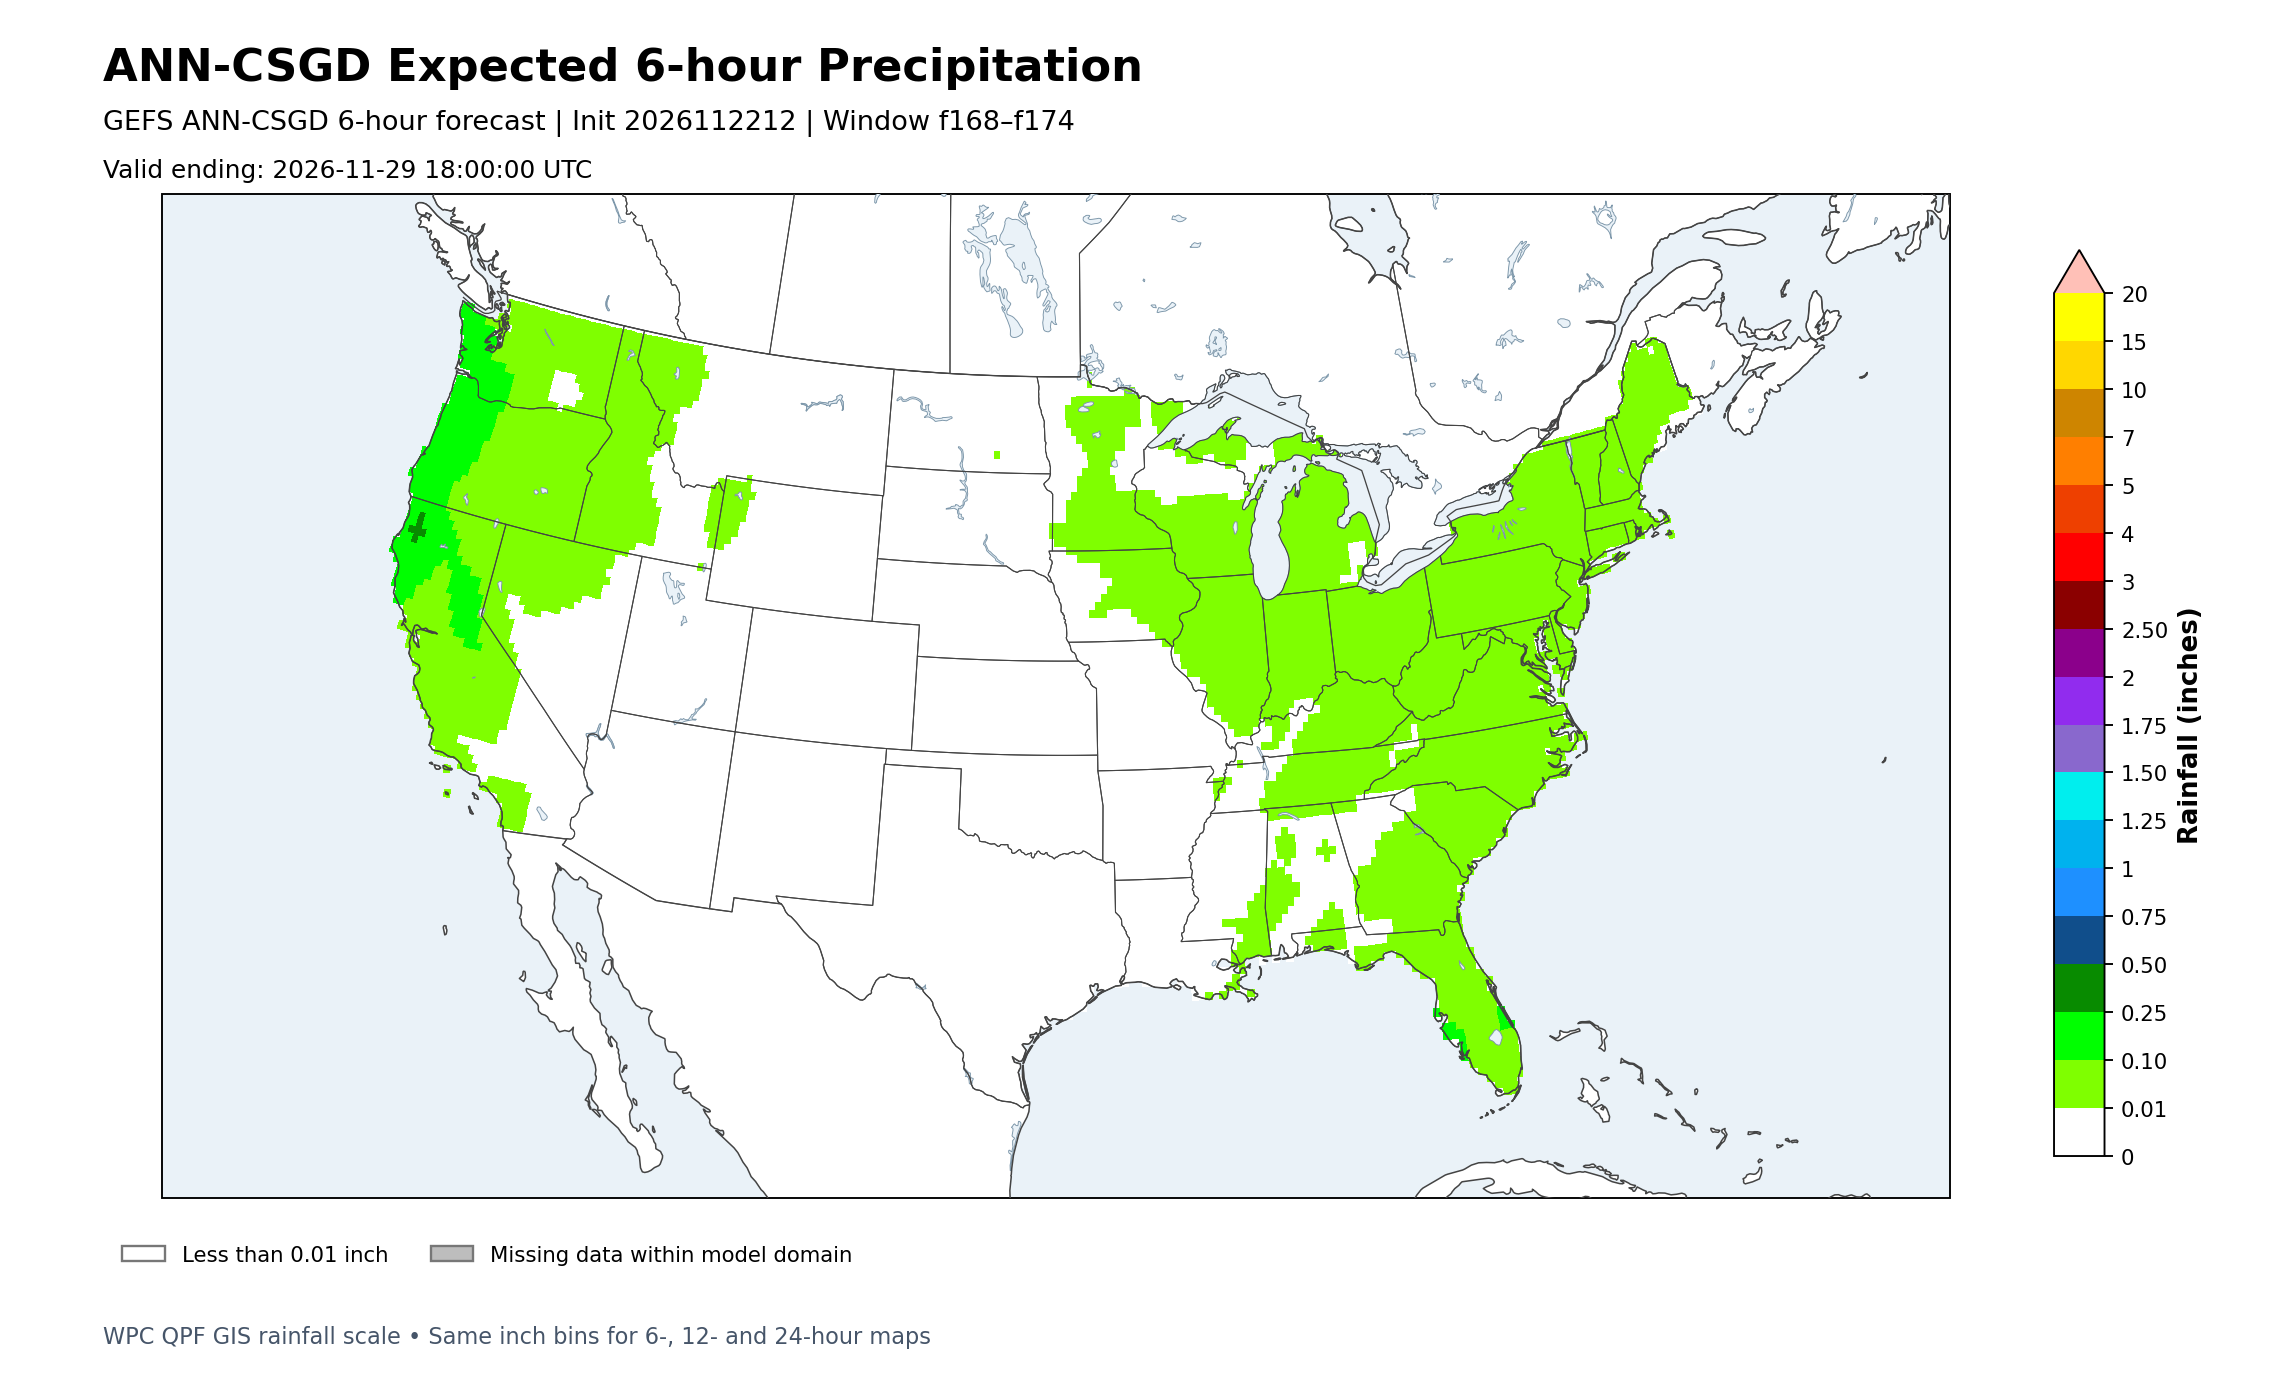 ANN-CSGD Expected 6-hour Precipitation
GEFS ANN-CSGD 6-hour forecast | Init 2026112212 | Window f168–f174
Valid ending: 2026-11-29 18:00:00 UTC
20
15
10
7
5
4
3
2.50
2
1.75
1.50
1.25
1
0.75
0.50
0.25
0.10
0.01
0
Rainfall (inches)
Less than 0.01 inch
Missing data within model domain
WPC QPF GIS rainfall scale • Same inch bins for 6-, 12- and 24-hour maps